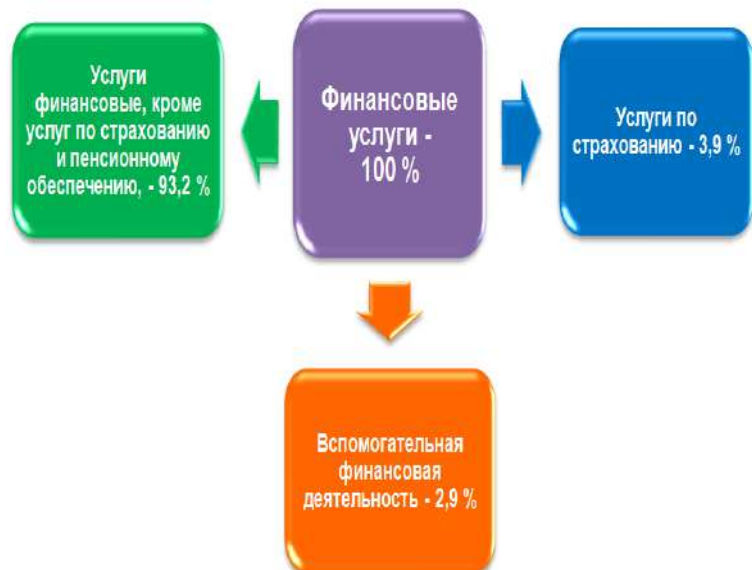 Услуги
финансовые, кроме
услуг по страхованию
и пенсионному
обеспечению, - 93,2 %
Финансовые
услуги -
100 %
Услуги по
страхованию - 3,9 %
Вспомогательная
финансовая
деятельность - 2,9 %